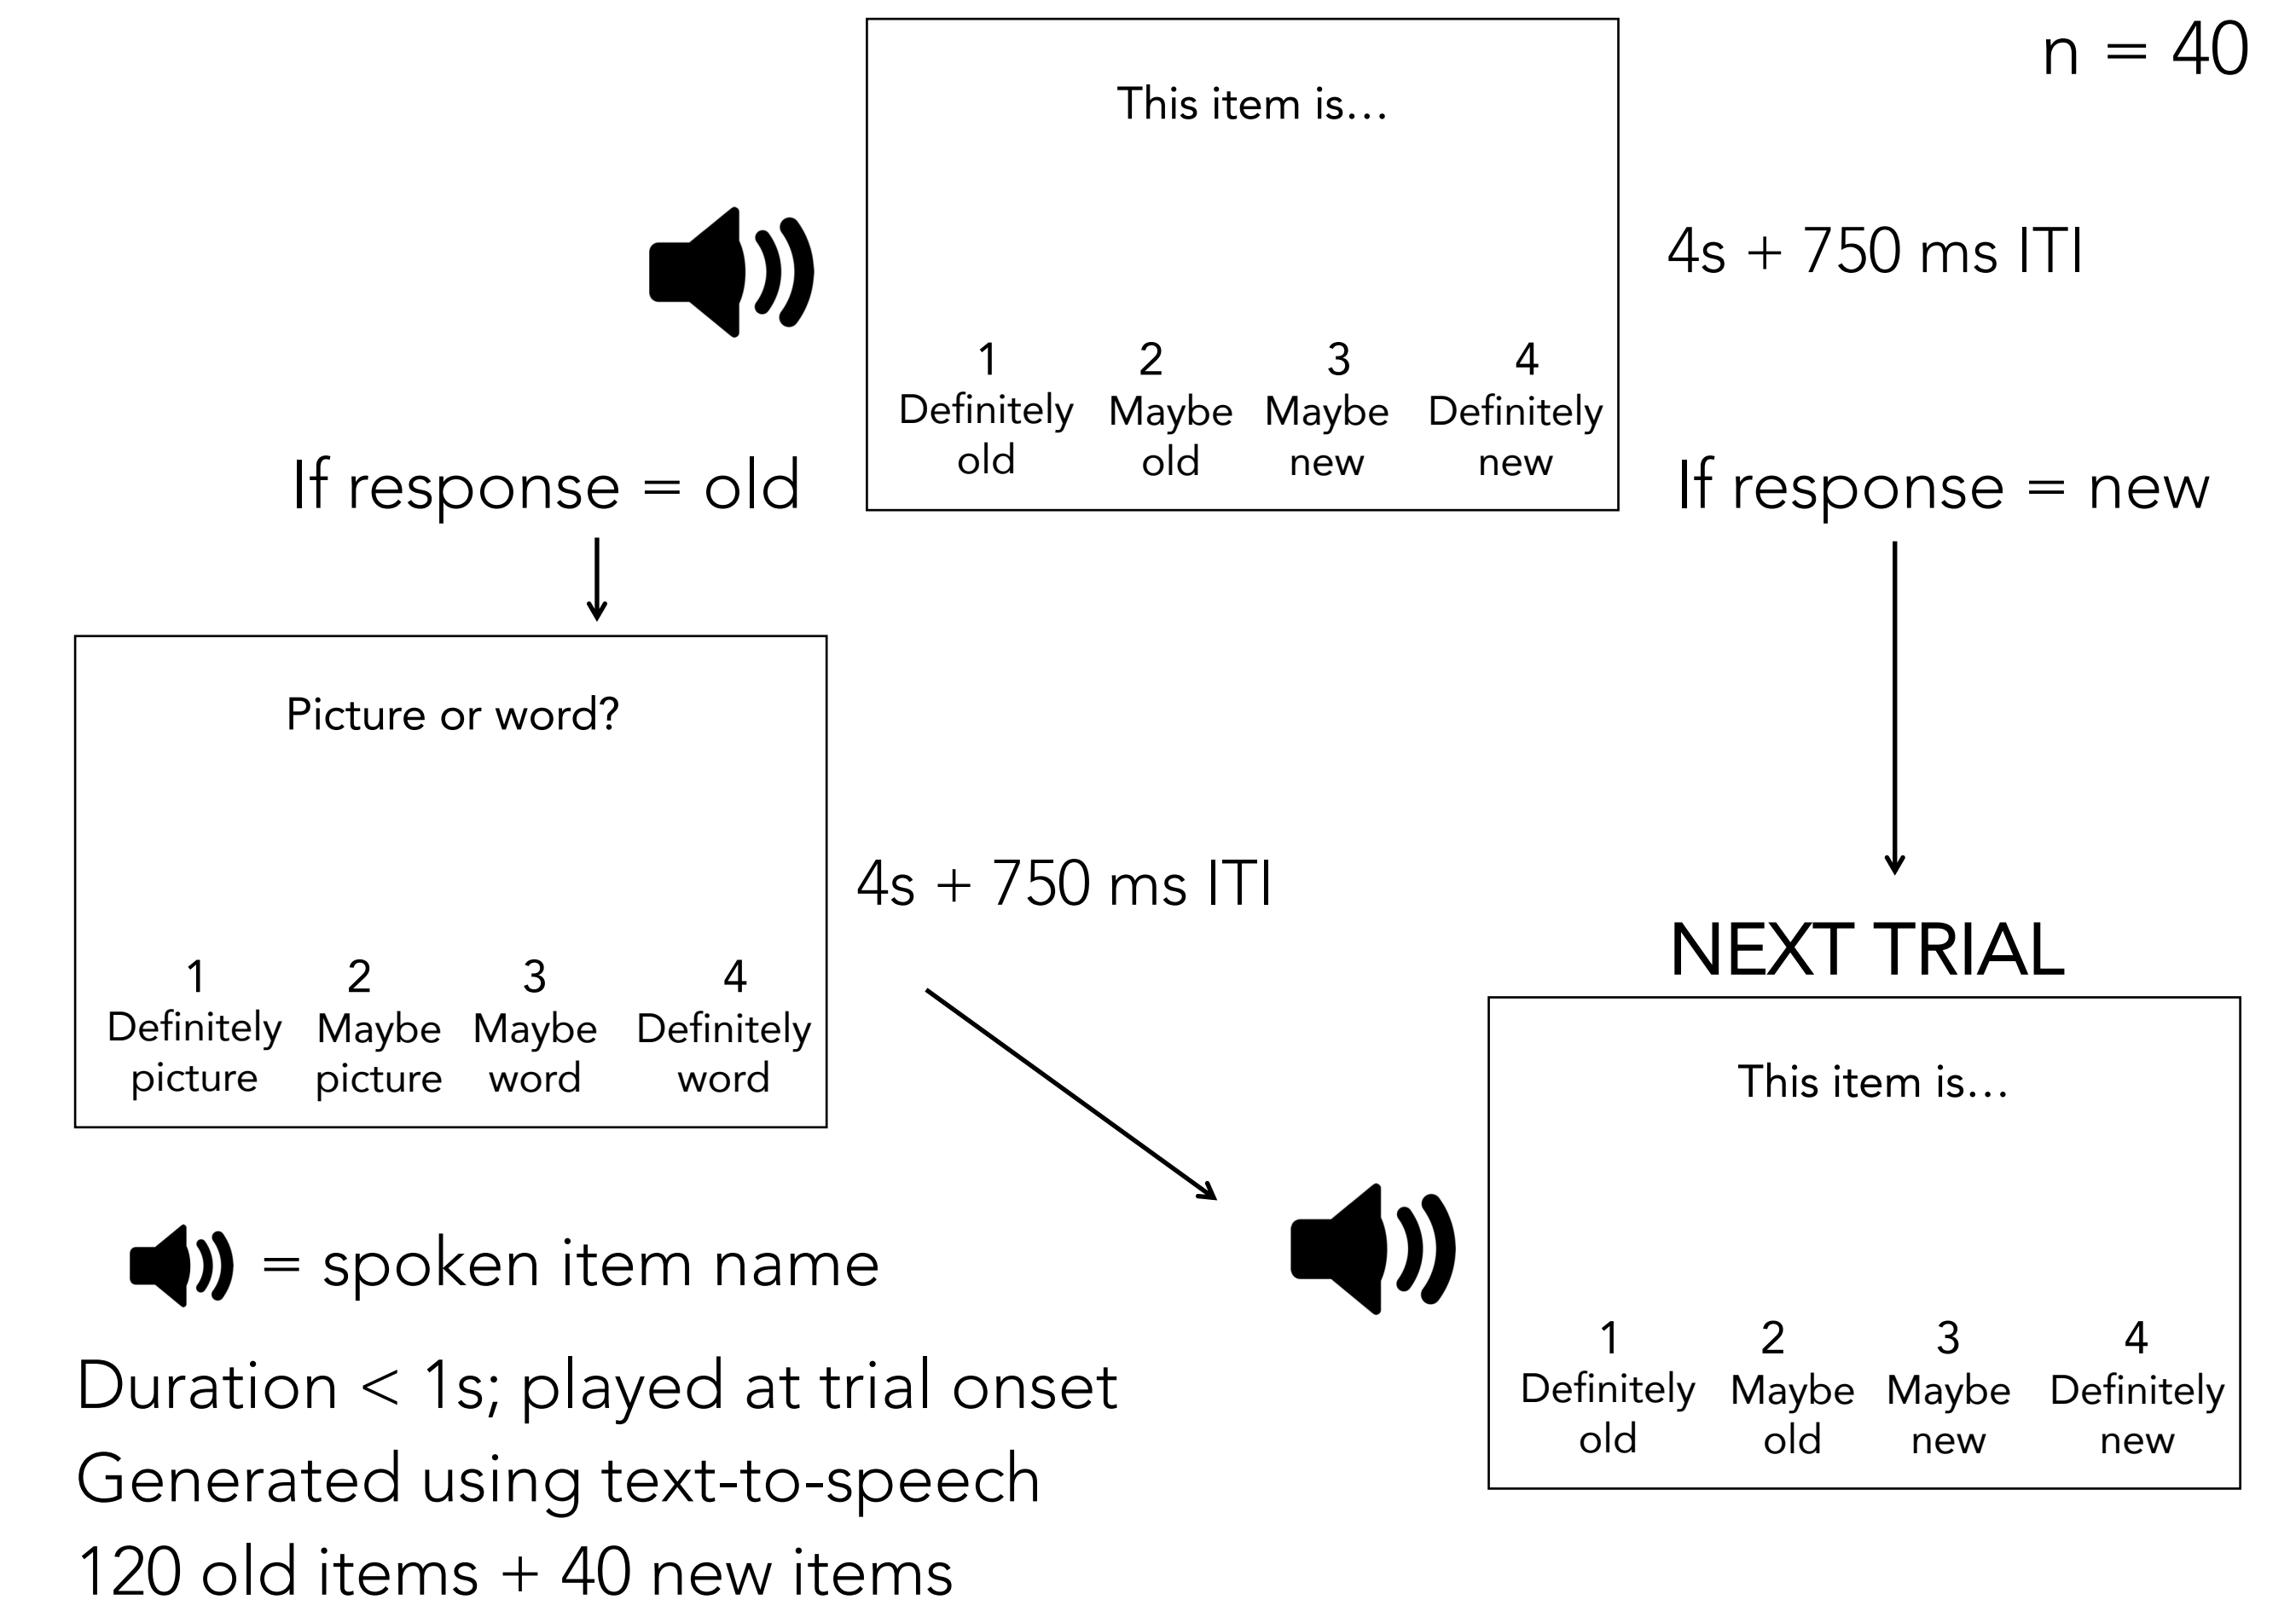 n = 40
This item is...
4s + 750 ms ITI
1 2 3 4
Definitely Maybe Maybe Definitely
old old new new
If response = old
If response = new
Picture or word?
4s + 750 ms ITI
1 2 3 4
Definitely Maybe Maybe Definitely
picture picture word word
NEXT TRIAL
This item is...
1 2 3 4
Definitely Maybe Maybe Definitely
old old new new
= spoken item name
Duration < 1s; played at trial onset
Generated using text-to-speech
120 old items + 40 new items